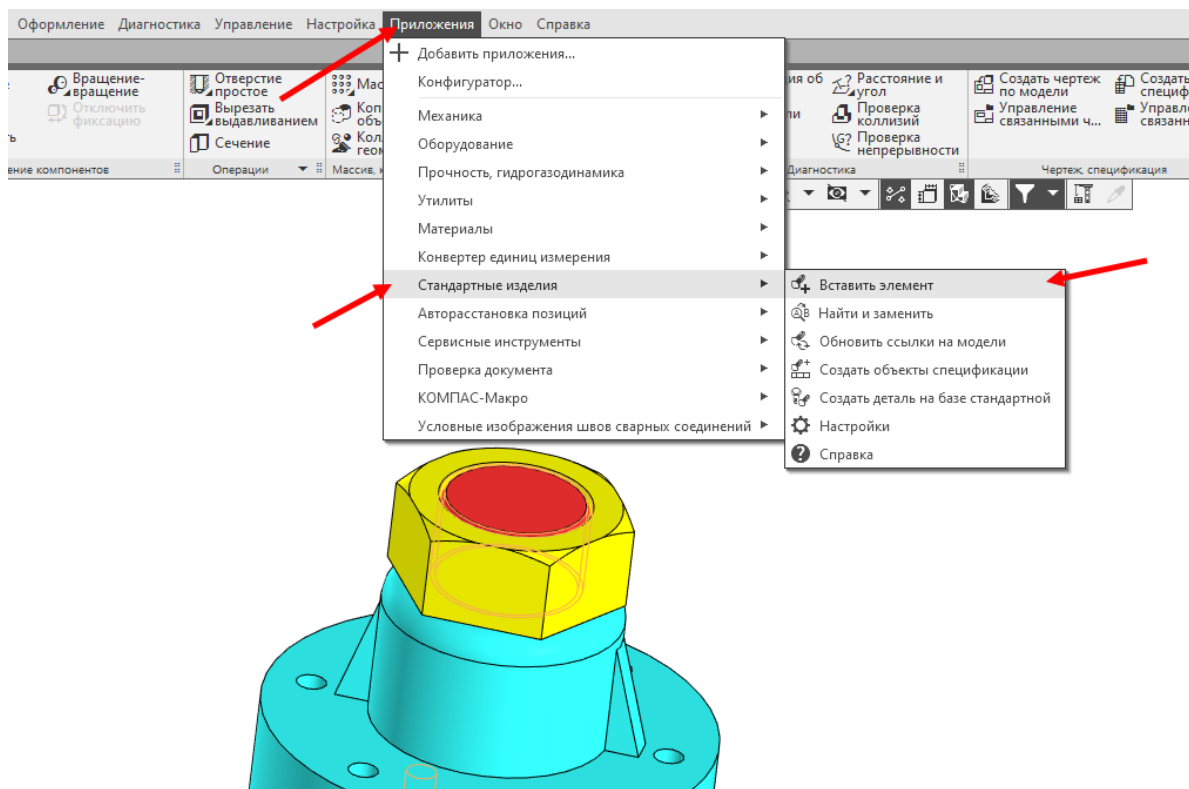 Оформление Диагностика Управление Настройка Приложения Окно Справка
Добавить приложения...
Конфигуратор...
Механика
Оборудование
Прочность, гидрогазодинамика
Утилиты
Материалы
Конвертер единиц измерения
Стандартные изделия
Авторасстановка позиций
Сервисные инструменты
Проверка документа
КОМПАС-Макро
Условные изображения швов сварных соединений
Вставить элемент
Найти и заменить
Обновить ссылки на модели
Создать объекты спецификации
Создать деталь на базе стандартной
Настройки
Справка
Вращение-
вращение
Отключить
фиксацию
компонентов
Отверстие
простое
Вырезать
выдавливанием
Сечение
Операции
Массив,
об
Расстояние и
угол
Проверка
коллизий
Проверка
непрерывности
Диагностика
Создать чертеж
по модели
Управление
связанными ч...
Создать
Чертеж, спецификация